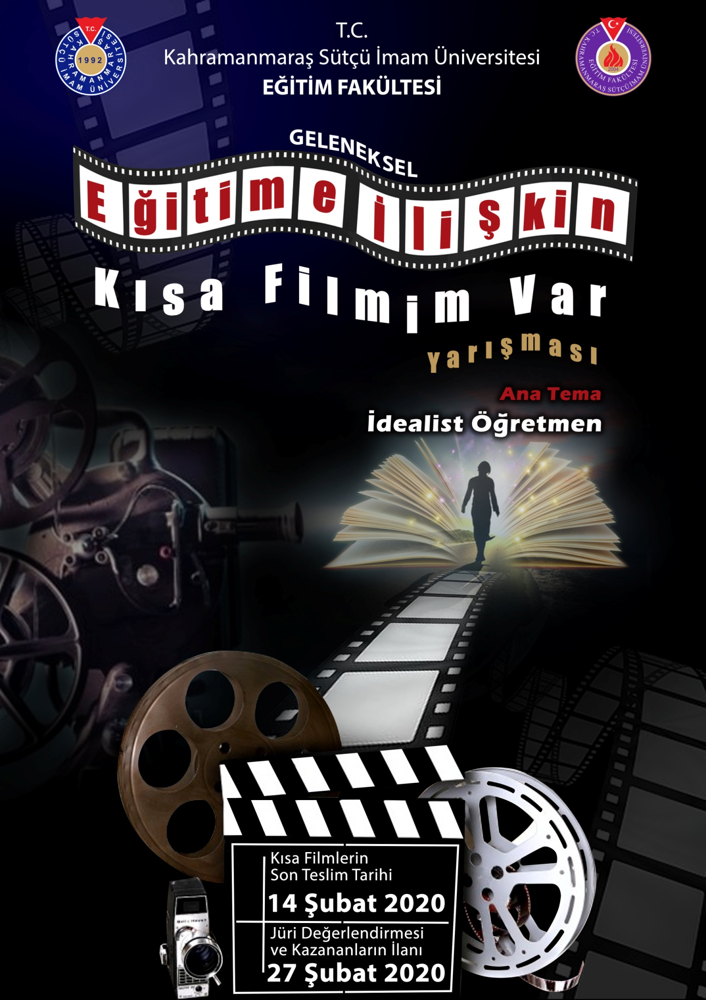 T.C.
KAHRAMANMARAŞ
SÜTÇÜ İMAM ÜNİVERSİTESİ
1992
T.C.
Kahramanmaraş Sütçü İmam Üniversitesi
EĞİTİM FAKÜLTESİ
T.C. KAHRAMANMARAŞ SÜTÇÜ İMAM ÜNİVERSİTESİ
2004
EĞİTİM FAKÜLTESİ
GELENEKSEL
Eğitime İlişkin
Kısa Filmim Var
Yarışması
Ana Tema
İdealist Öğretmen
Kısa Filmlerin
Son Teslim Tarihi
14 Şubat 2020
Jüri Değerlendirmesi
ve Kazananların İlanı
27 Şubat 2020
Bell & Howell